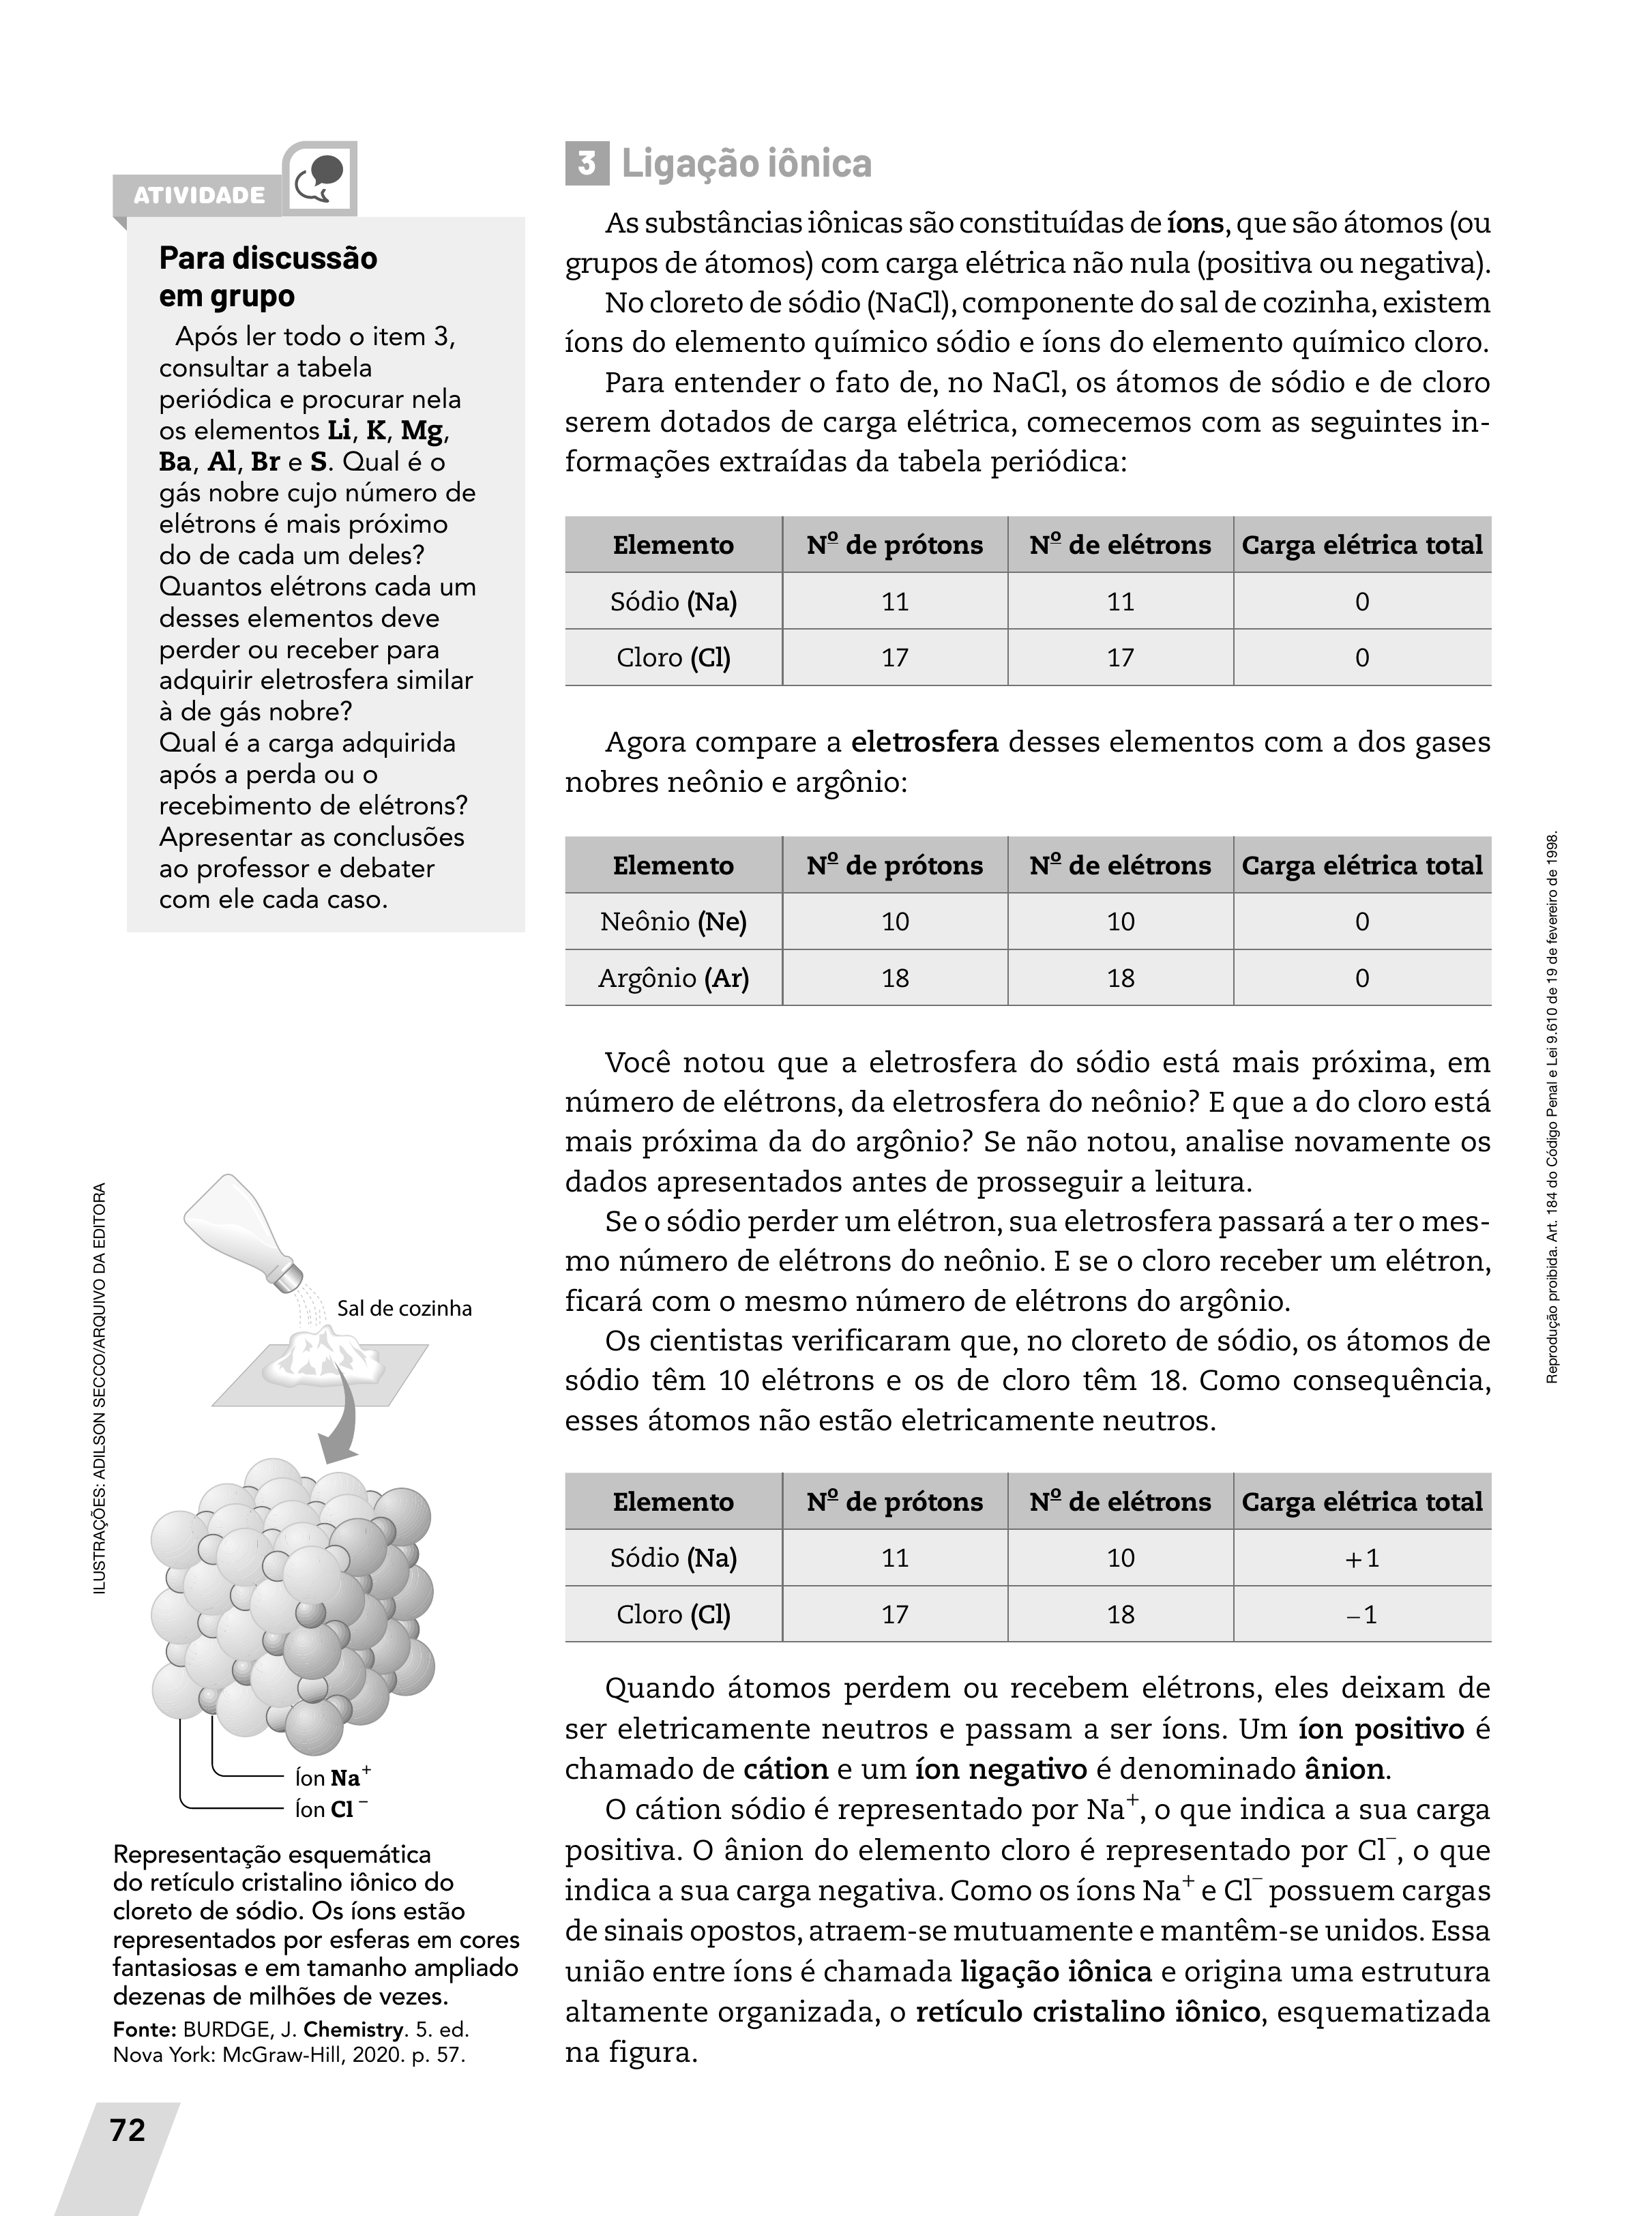 ATIVIDADE
Para discussão
em grupo
Após ler todo o item 3,
consultar a tabela
periódica e procurar nela
os elementos Li, K, Mg,
Ba, Al, Br e S. Qual é o
gás nobre cujo número de
elétrons é mais próximo
do de cada um deles?
Quantos elétrons cada um
desses elementos deve
perder ou receber para
adquirir eletrosfera similar
à de gás nobre?
Qual é a carga adquirida
após a perda ou o
recebimento de elétrons?
Apresentar as conclusões
ao professor e debater
com ele cada caso.
ILUSTRAÇÕES: ADILSON SECCO/ARQUIVO DA EDITORA
Sal de cozinha
Íon Na+
Íon Cl –
Representação esquemática
do retículo cristalino iônico do
cloreto de sódio. Os íons estão
representados por esferas em cores
fantasiosas e em tamanho ampliado
dezenas de milhões de vezes.
Fonte: BURDGE, J. Chemistry. 5. ed.
Nova York: McGraw-Hill, 2020. p. 57.
3 Ligação iônica
As substâncias iônicas são constituídas de íons, que são átomos (ou
grupos de átomos) com carga elétrica não nula (positiva ou negativa).
No cloreto de sódio (NaCl), componente do sal de cozinha, existem
íons do elemento químico sódio e íons do elemento químico cloro.
Para entender o fato de, no NaCl, os átomos de sódio e de cloro
serem dotados de carga elétrica, comecemos com as seguintes in-
formações extraídas da tabela periódica:
Elemento Nº de prótons Nº de elétrons Carga elétrica total
Sódio (Na) 11 11 0
Cloro (Cl) 17 17 0
Agora compare a eletrosfera desses elementos com a dos gases
nobres neônio e argônio:
Elemento Nº de prótons Nº de elétrons Carga elétrica total
Neônio (Ne) 10 10 0
Argônio (Ar) 18 18 0
Você notou que a eletrosfera do sódio está mais próxima, em
número de elétrons, da eletrosfera do neônio? E que a do cloro está
mais próxima da do argônio? Se não notou, analise novamente os
dados apresentados antes de prosseguir a leitura.
Se o sódio perder um elétron, sua eletrosfera passará a ter o mes-
mo número de elétrons do neônio. E se o cloro receber um elétron,
ficará com o mesmo número de elétrons do argônio.
Os cientistas verificaram que, no cloreto de sódio, os átomos de
sódio têm 10 elétrons e os de cloro têm 18. Como consequência,
esses átomos não estão eletricamente neutros.
Elemento Nº de prótons Nº de elétrons Carga elétrica total
Sódio (Na) 11 10 +1
Cloro (Cl) 17 18 –1
Quando átomos perdem ou recebem elétrons, eles deixam de
ser eletricamente neutros e passam a ser íons. Um íon positivo é
chamado de cátion e um íon negativo é denominado ânion.
O cátion sódio é representado por Na+, o que indica a sua carga
positiva. O ânion do elemento cloro é representado por Cl–, o que
indica a sua carga negativa. Como os íons Na+ e Cl– possuem cargas
de sinais opostos, atraem-se mutuamente e mantêm-se unidos. Essa
união entre íons é chamada ligação iônica e origina uma estrutura
altamente organizada, o retículo cristalino iônico, esquematizada
na figura.
Reprodução proibida. Art. 184 do Código Penal e Lei 9.610 de 19 de fevereiro de 1998.
72